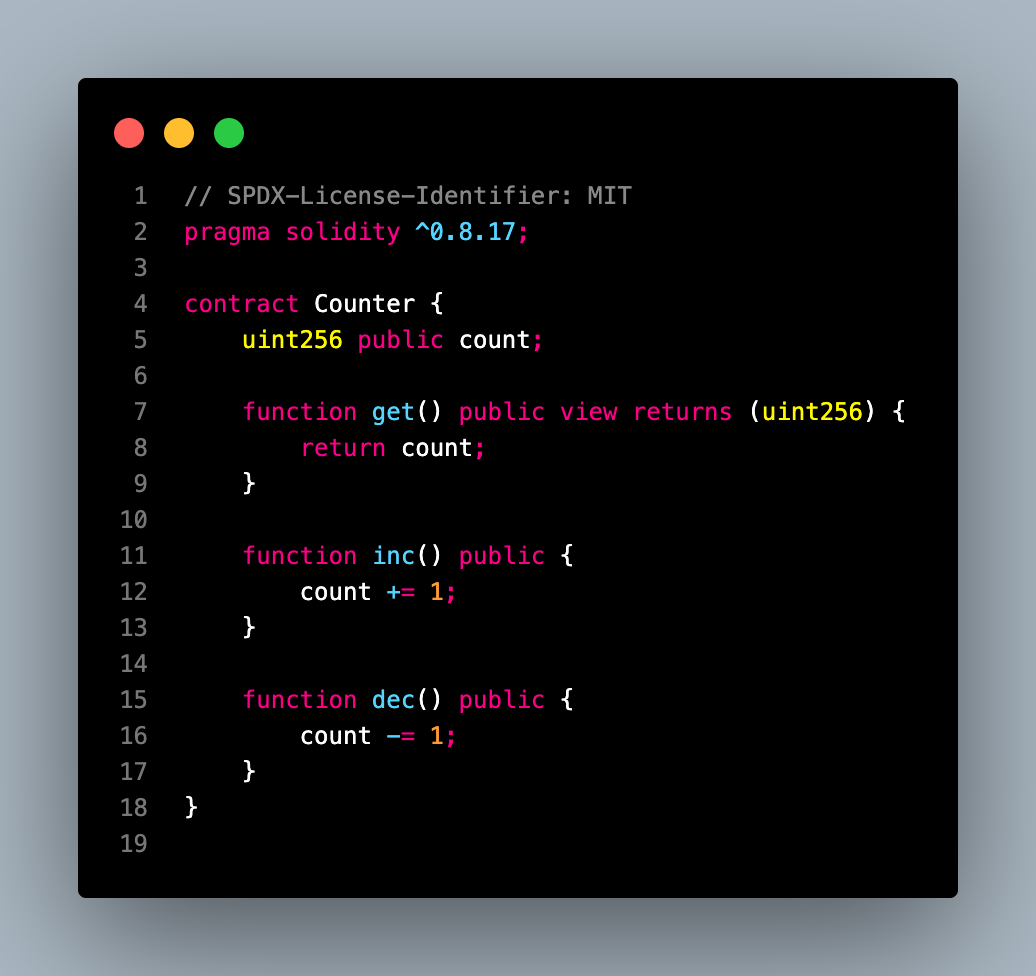 1 // SPDX-License-Identifier: MIT
2 pragma solidity ^0.8.17;
3
4 contract Counter {
5     uint256 public count;
6
7     function get() public view returns (uint256) {
8         return count;
9     }
10
11     function inc() public {
12         count += 1;
13     }
14
15     function dec() public {
16         count -= 1;
17     }
18 }
19